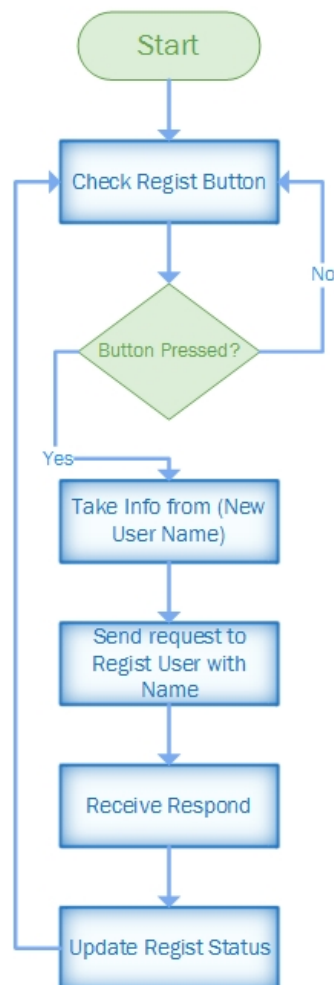 Start
Check Regist Button
No
Button Pressed?
Yes
Take Info from (New
User Name)
Send request to
Regist User with
Name
Receive Respond
Update Regist Status